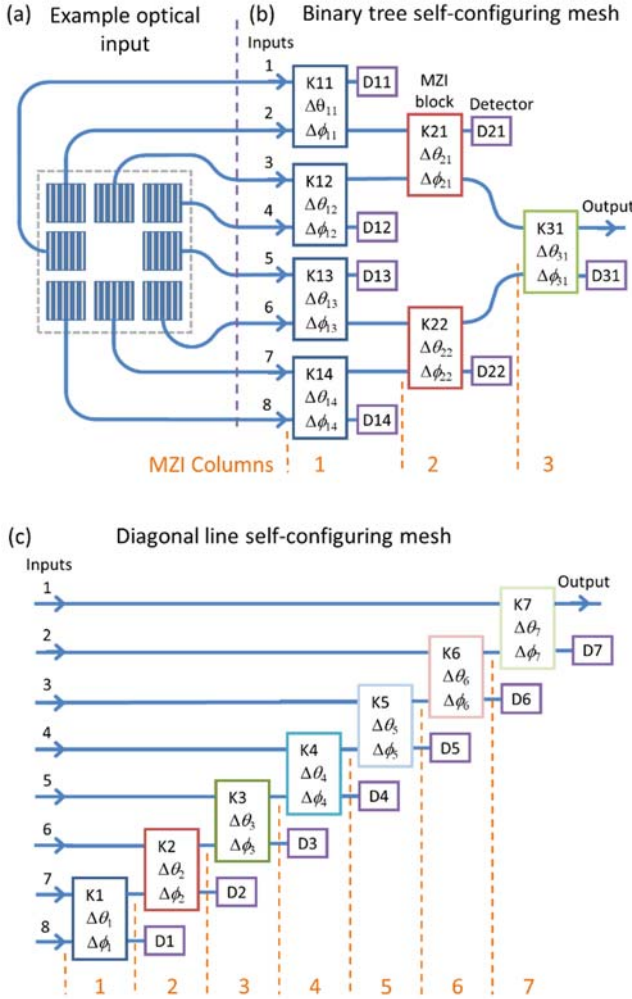 (a) Example optical
input
(b) Binary tree self-configuring mesh
Inputs
1
2
3
4
5
6
7
8
K11
Δθ11
Δϕ11
D11
K12
Δθ12
Δϕ12
D12
K13
Δθ13
Δϕ13
D13
K14
Δθ14
Δϕ14
D14
MZI
block
K21
Δθ21
Δϕ21
Detector
D21
K22
Δθ22
Δϕ22
D22
K31
Δθ31
Δϕ31
Output
D31
MZI Columns 1 2 3
(c) Diagonal line self-configuring mesh
Inputs
1
2
3
4
5
6
7
8
K1
Δθ1
Δϕ1
D1
K2
Δθ2
Δϕ2
D2
K3
Δθ3
Δϕ3
D3
K4
Δθ4
Δϕ4
D4
K5
Δθ5
Δϕ5
D5
K6
Δθ6
Δϕ6
D6
K7
Δθ7
Δϕ7
Output
D7
1 2 3 4 5 6 7